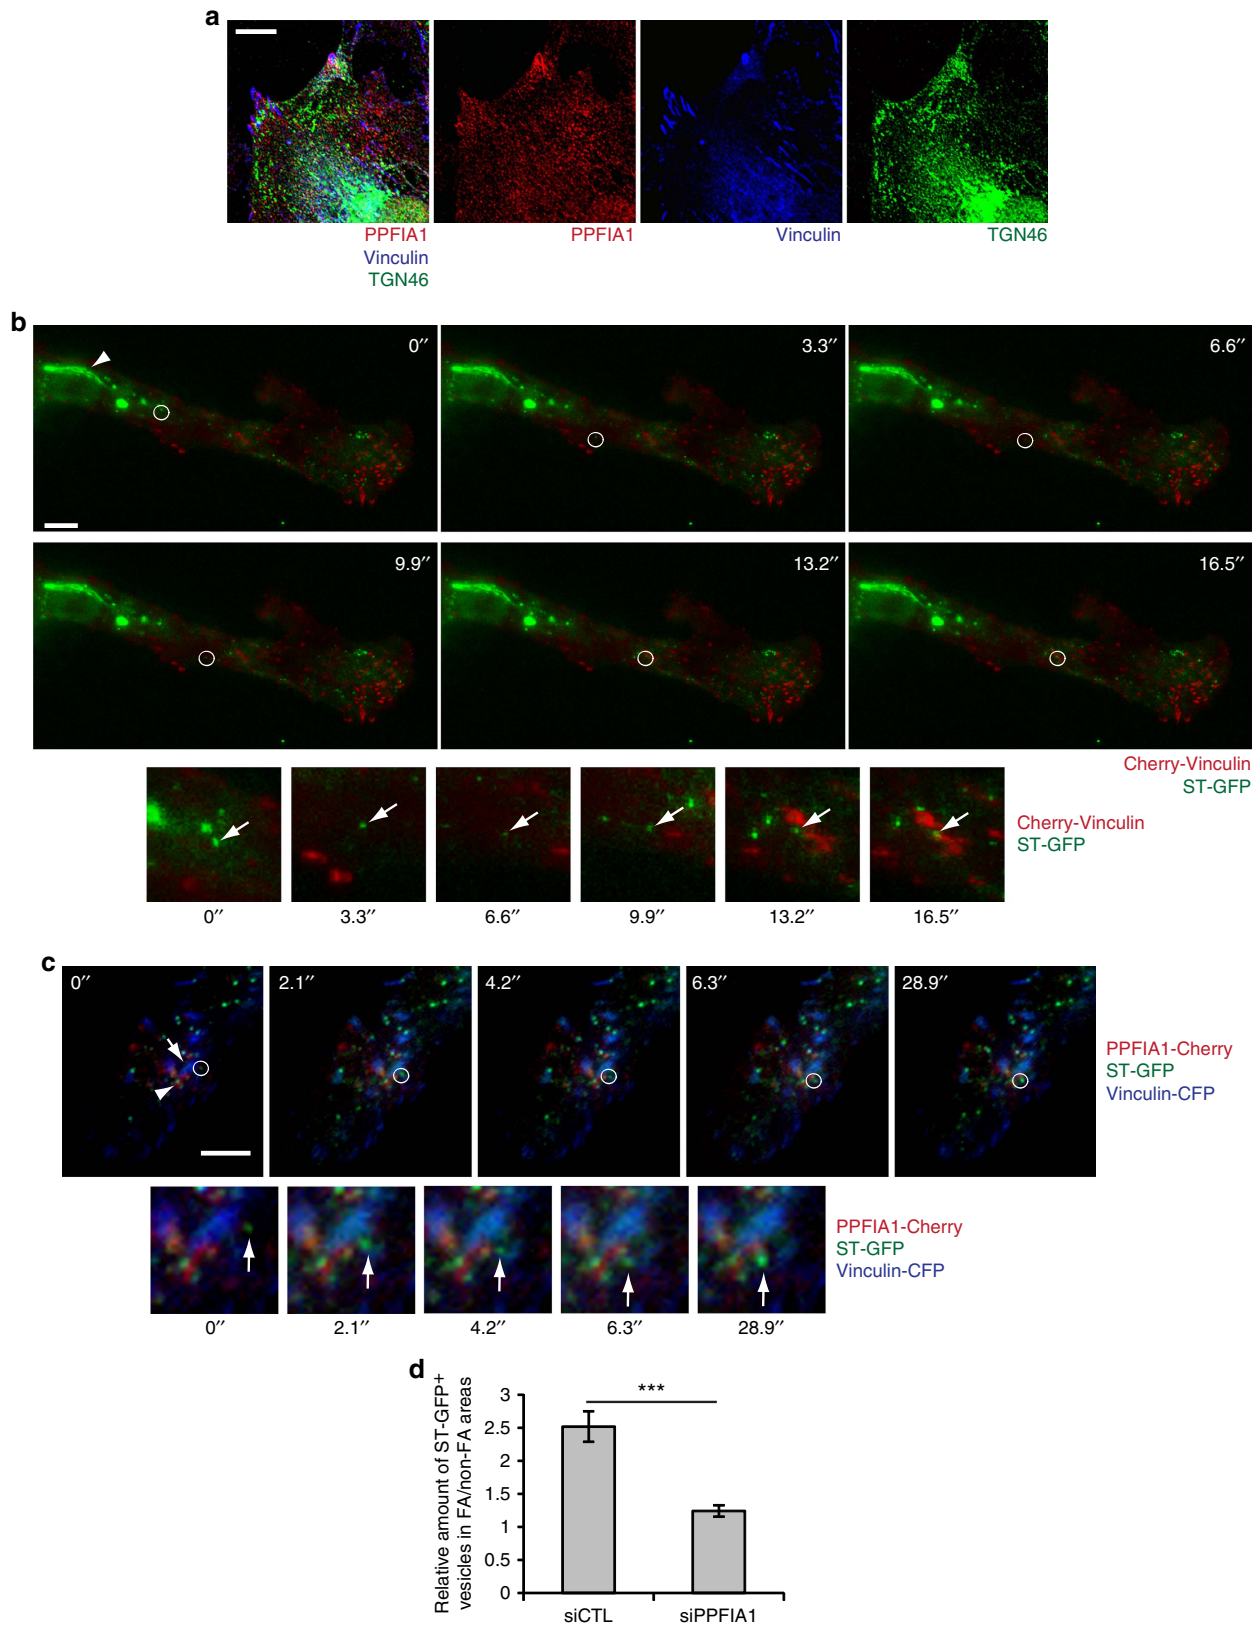 a
PPFIA1
Vinculin
TGN46
PPFIA1
Vinculin
TGN46
b
0″
3.3″
6.6″
9.9″
13.2″
16.5″
Cherry-Vinculin
ST-GFP
Cherry-Vinculin
ST-GFP
0″
3.3″
6.6″
9.9″
13.2″
16.5″
c
0″
2.1″
4.2″
6.3″
28.9″
PPFIA1-Cherry
ST-GFP
Vinculin-CFP
PPFIA1-Cherry
ST-GFP
Vinculin-CFP
0″
2.1″
4.2″
6.3″
28.9″
d
Relative amount of ST-GFP⁺
vesicles in FA/non-FA areas
3
2.5
2
1.5
1
0.5
0
***
siCTL
siPPFIA1